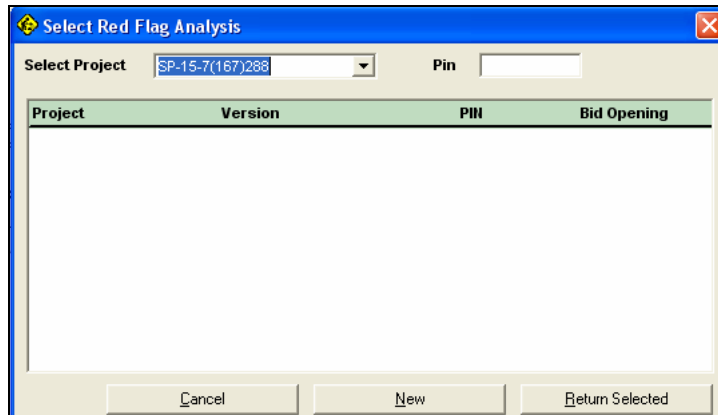 Select Red Flag Analysis
Select Project SP-15-7(167)288 Pin
Project Version PIN Bid Opening
Cancel New Return Selected